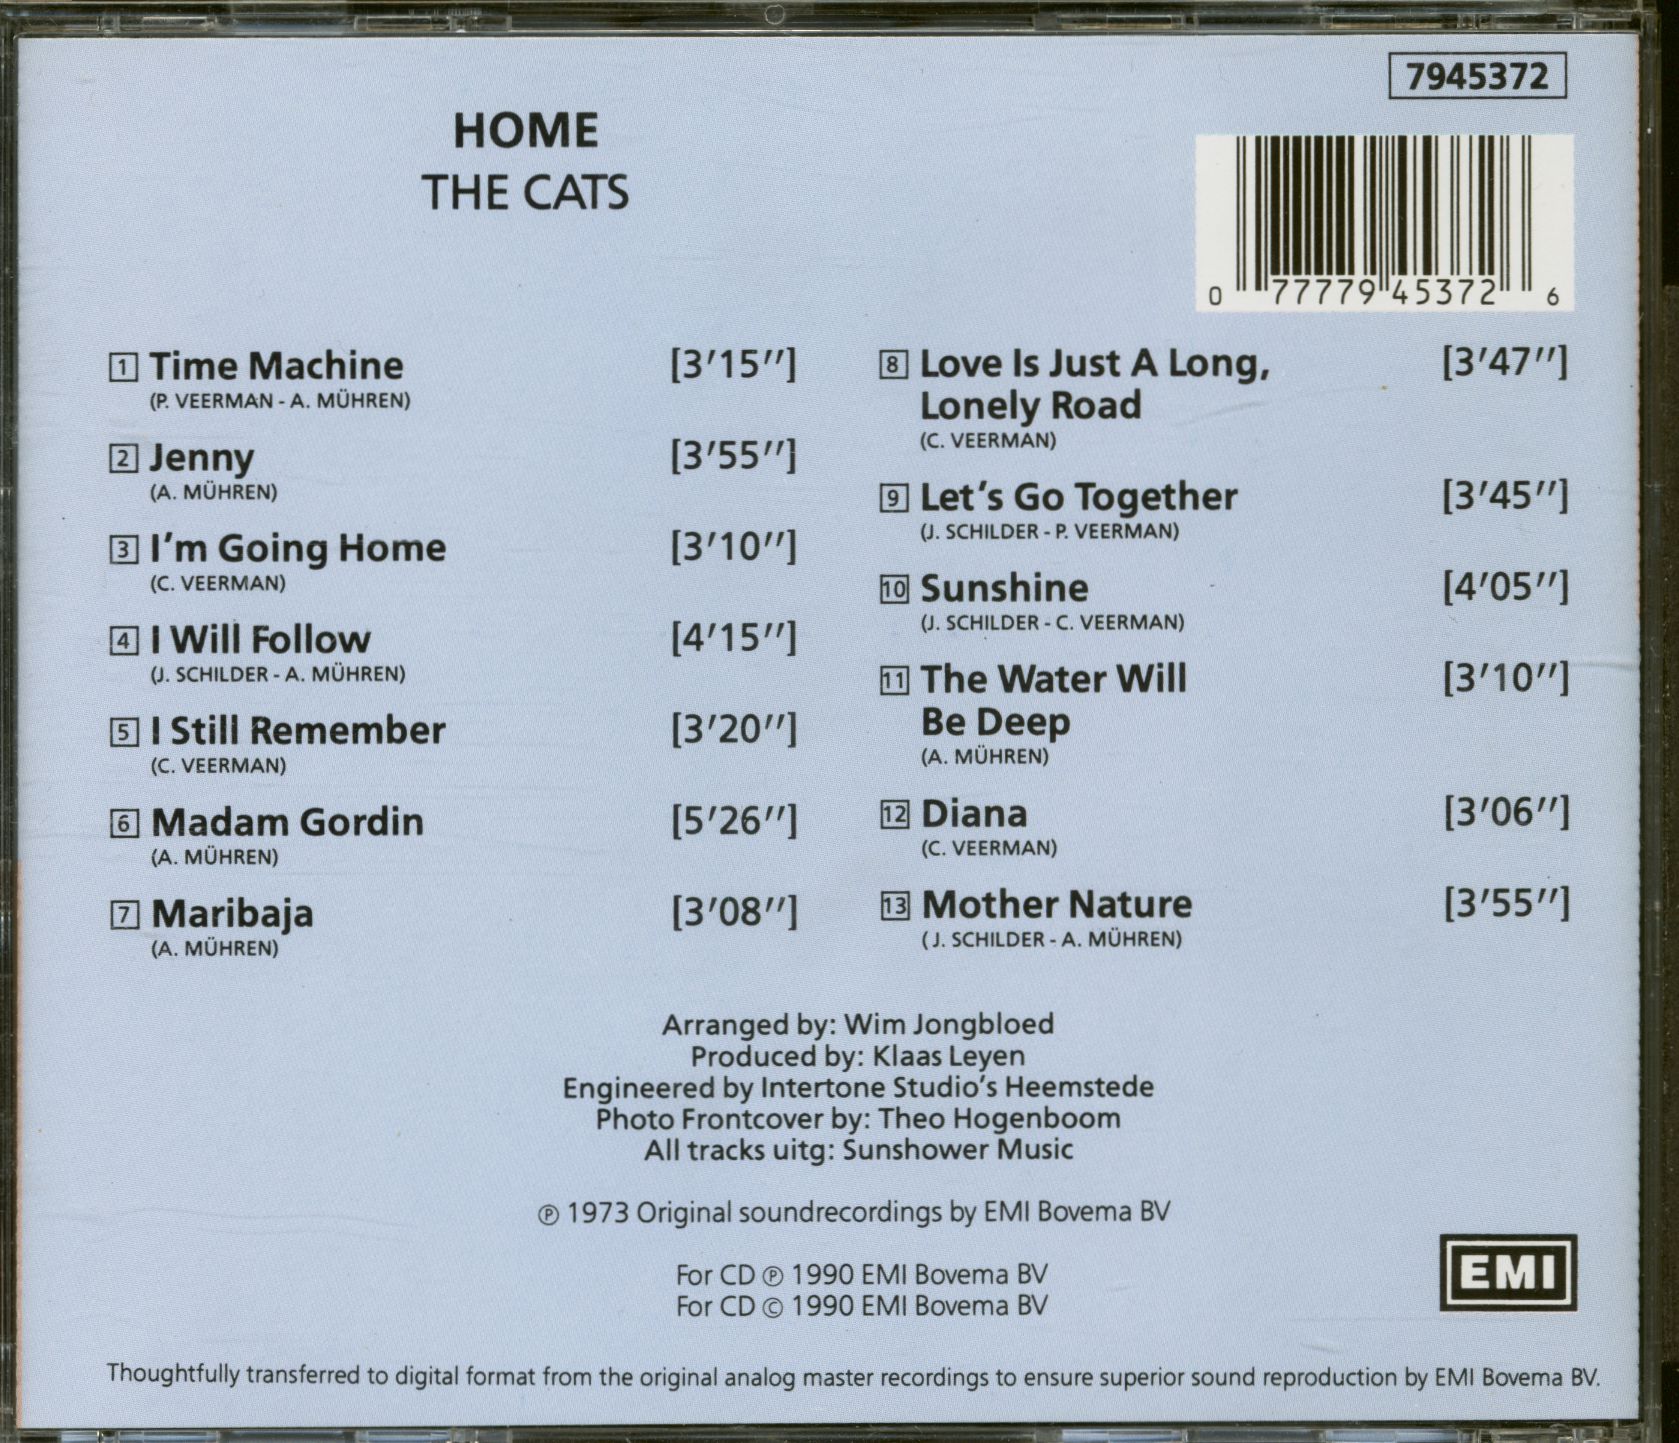 7945372
HOME
THE CATS
0 77779 45372 6
1 Time Machine [3'15'']
(P. VEERMAN - A. MÜHREN)
2 Jenny [3'55'']
(A. MÜHREN)
3 I'm Going Home [3'10'']
(C. VEERMAN)
4 I Will Follow [4'15'']
(J. SCHILDER - A. MÜHREN)
5 I Still Remember [3'20'']
(C. VEERMAN)
6 Madam Gordin [5'26'']
(A. MÜHREN)
7 Maribaja [3'08'']
(A. MÜHREN)
8 Love Is Just A Long, [3'47'']
Lonely Road
(C. VEERMAN)
9 Let's Go Together [3'45'']
(J. SCHILDER - P. VEERMAN)
10 Sunshine [4'05'']
(J. SCHILDER - C. VEERMAN)
11 The Water Will [3'10'']
Be Deep
(A. MÜHREN)
12 Diana [3'06'']
(C. VEERMAN)
13 Mother Nature [3'55'']
( J. SCHILDER - A. MÜHREN)
Arranged by: Wim Jongbloed
Produced by: Klaas Leyen
Engineered by Intertone Studio's Heemstede
Photo Frontcover by: Theo Hogenboom
All tracks uitg: Sunshower Music
℗ 1973 Original soundrecordings by EMI Bovema BV
For CD ℗ 1990 EMI Bovema BV
For CD © 1990 EMI Bovema BV
EMI
Thoughtfully transferred to digital format from the original analog master recordings to ensure superior sound reproduction by EMI Bovema BV.